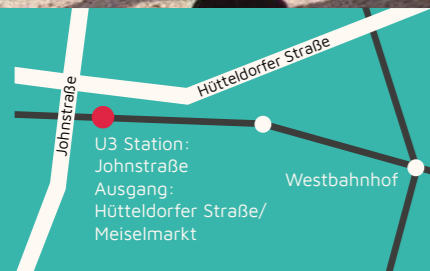 Hütteldorfer Straße
Johnstraße
U3 Station:
Johnstraße
Ausgang:
Hütteldorfer Straße/
Meiselmarkt
Westbahnhof